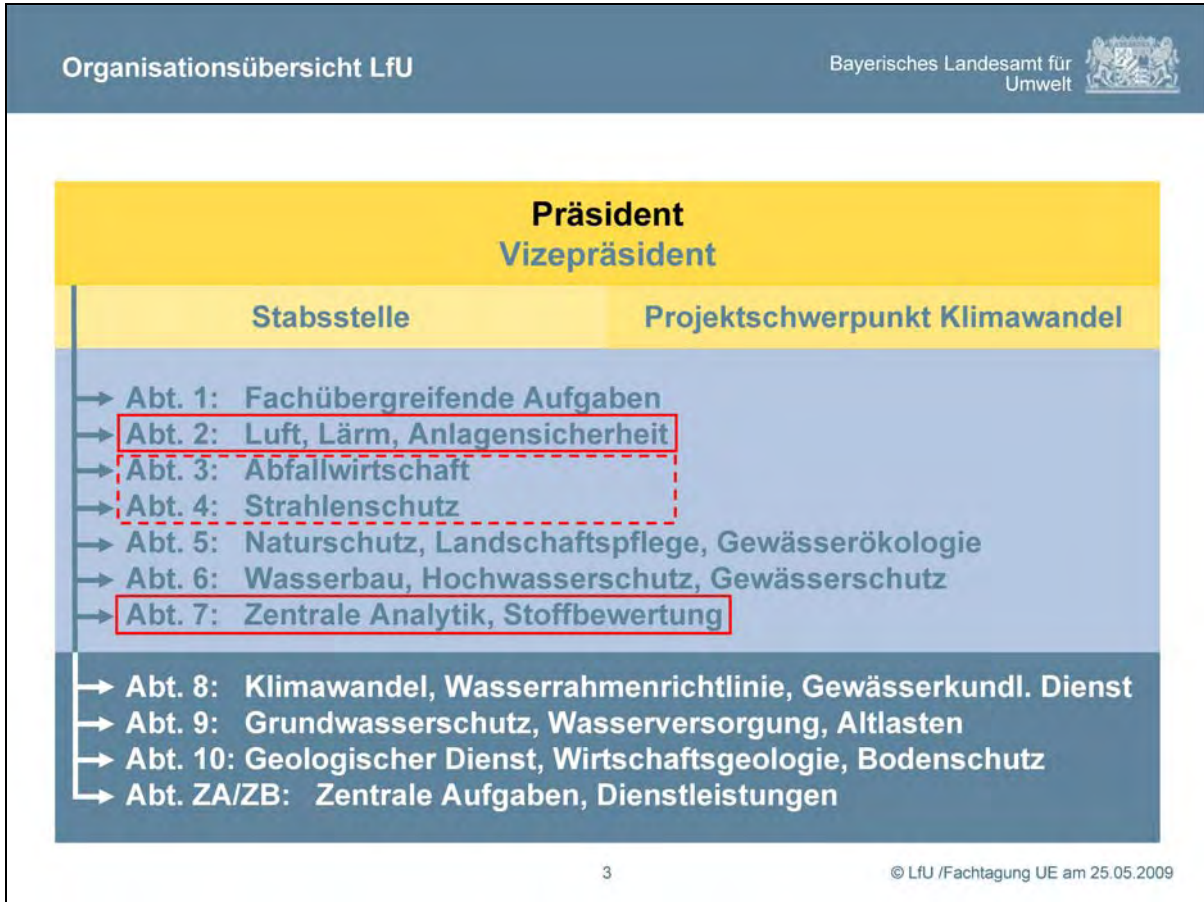 Organisationsübersicht LfU
Bayerisches Landesamt für
Umwelt
Präsident
Vizepräsident
Stabsstelle
Projektschwerpunkt Klimawandel
Abt. 1: Fachübergreifende Aufgaben
Abt. 2: Luft, Lärm, Anlagensicherheit
Abt. 3: Abfallwirtschaft
Abt. 4: Strahlenschutz
Abt. 5: Naturschutz, Landschaftspflege, Gewässerökologie
Abt. 6: Wasserbau, Hochwasserschutz, Gewässerschutz
Abt. 7: Zentrale Analytik, Stoffbewertung
Abt. 8: Klimawandel, Wasserrahmenrichtlinie, Gewässerkundl. Dienst
Abt. 9: Grundwasserschutz, Wasserversorgung, Altlasten
Abt. 10: Geologischer Dienst, Wirtschaftsgeologie, Bodenschutz
Abt. ZA/ZB: Zentrale Aufgaben, Dienstleistungen
3
© LfU /Fachtagung UE am 25.05.2009